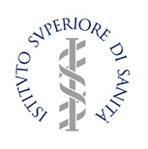 ISTITVTO SVPERIORE DI SANITÀ